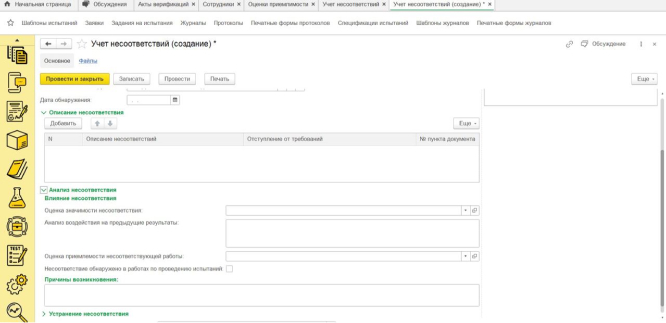 Начальная страница Обсуждения Акты верификаций × Сотрудники × Оценки приемлемости × Учет несоответствий × Учет несоответствий (создание) * ×
Шаблоны испытаний Заявки Задания на испытания Журналы Протоколы Печатные формы протоколов Спецификации испытаний Шаблоны журналов Печатные формы журналов
Учет несоответствий (создание) *
Обсуждение
Основное Файлы
Провести и закрыть Записать Провести Печать Еще
Дата обнаружения:
Описание несоответствия
Добавить Еще
N Описание несоответствий Отступление от требований № пункта документа
Анализ несоответствия
Влияние несоответствия
Оценка значимости несоответствия:
Анализ воздействия на предыдущие результаты:
Оценка приемлемости несоответствующей работы:
Несоответствие обнаружено в работах по проведению испытаний:
Причины возникновения:
Устранение несоответствия
TEST